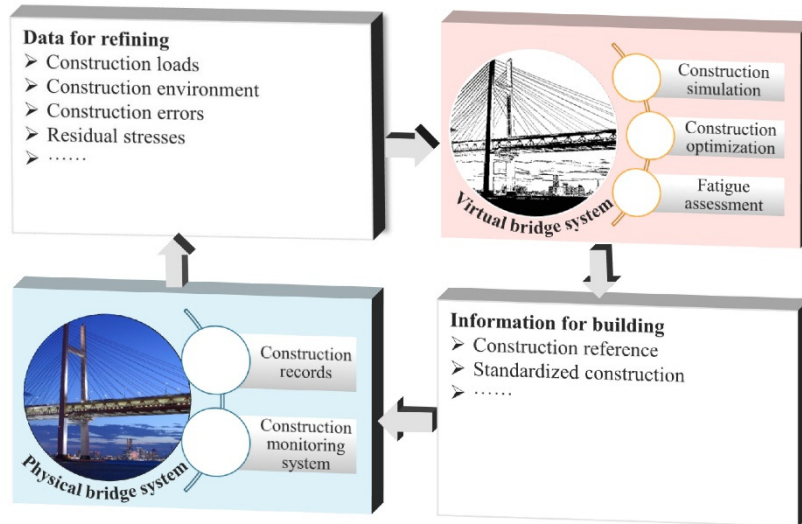 Data for refining
➢ Construction loads
➢ Construction environment
➢ Construction errors
➢ Residual stresses
➢ ……
Construction
simulation
Construction
optimization
Fatigue
assessment
Virtual bridge system
Construction
records
Construction
monitoring
system
Physical bridge system
Information for building
➢ Construction reference
➢ Standardized construction
➢ ……